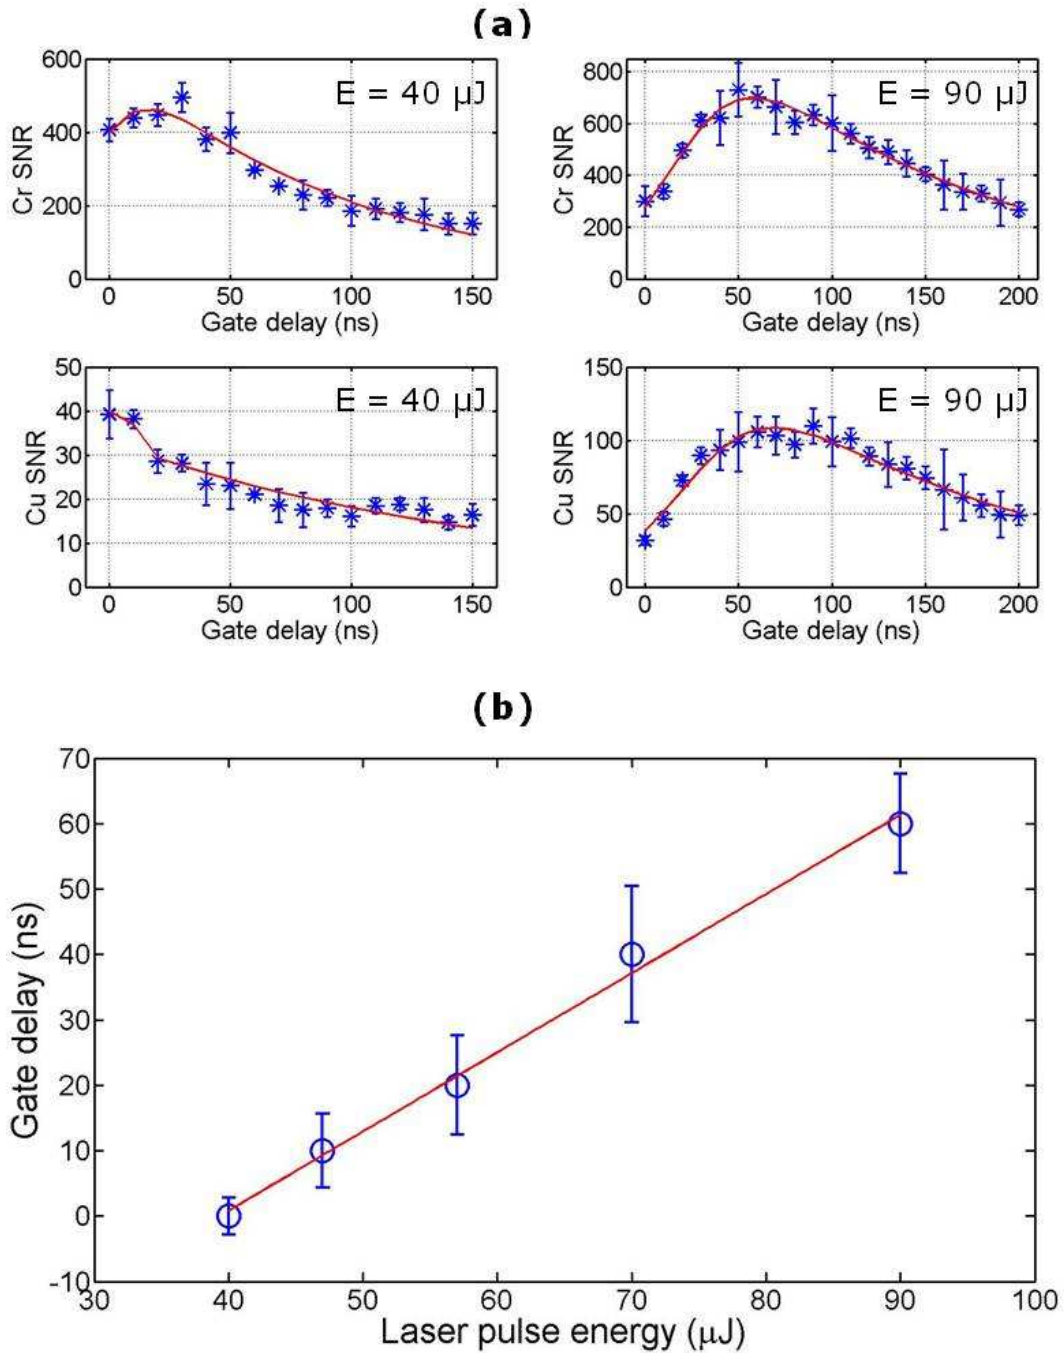 (a)
600
400
200
0
Cr SNR
E = 40 µJ
0 50 100 150
Gate delay (ns)
800
600
400
200
0
Cr SNR
E = 90 µJ
0 50 100 150 200
Gate delay (ns)
50
40
30
20
10
0
Cu SNR
E = 40 µJ
0 50 100 150
Gate delay (ns)
150
100
50
0
Cu SNR
E = 90 µJ
0 50 100 150 200
Gate delay (ns)
(b)
70
60
50
40
30
20
10
0
-10
Gate delay (ns)
30 40 50 60 70 80 90 100
Laser pulse energy (µJ)